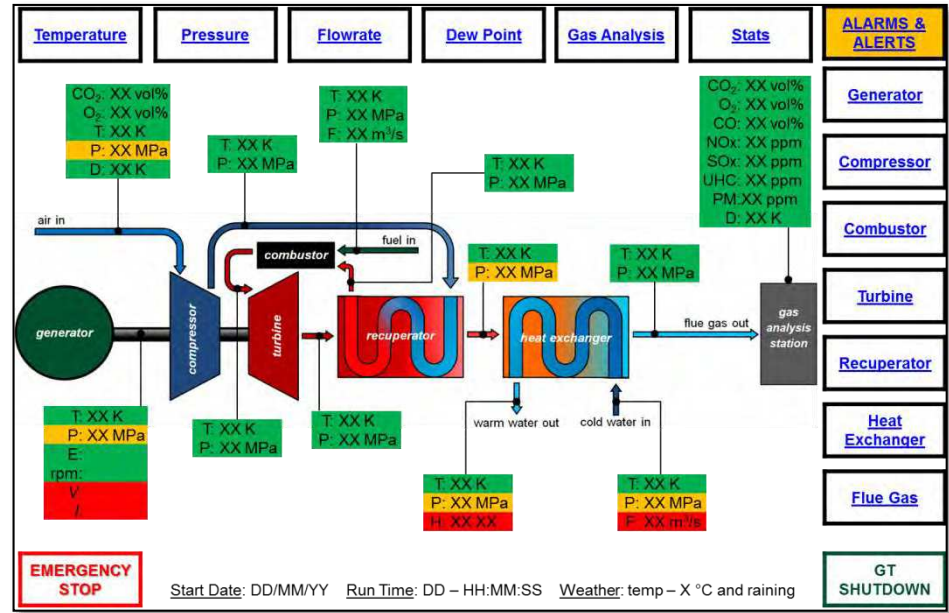 Temperature
Pressure
Flowrate
Dew Point
Gas Analysis
Stats
ALARMS &
ALERTS
Generator
Compressor
Combustor
Turbine
Recuperator
Heat
Exchanger
Flue Gas
CO₂: XX vol%
O₂: XX vol%
T: XX K
P: XX MPa
D: XX K
T: XX K
P: XX MPa
T: XX K
P: XX MPa
F: XX m³/s
T: XX K
P: XX MPa
CO₂: XX vol%
O₂: XX vol%
CO: XX vol%
NOx: XX ppm
SOx: XX ppm
UHC: XX ppm
PM:XX ppm
D: XX K
air in
fuel in
combustor
T: XX K
P: XX MPa
T: XX K
P: XX MPa
generator
compressor
turbine
recuperator
heat exchanger
flue gas out
gas
analysis
station
warm water out
cold water in
T: XX K
P: XX MPa
E:
rpm:
V:
I:
T: XX K
P: XX MPa
T: XX K
P: XX MPa
T: XX K
P: XX MPa
H: XX XX
T: XX K
P: XX MPa
F: XX m³/s
EMERGENCY
STOP
Start Date: DD/MM/YY Run Time: DD – HH:MM:SS Weather: temp – X °C and raining
GT
SHUTDOWN